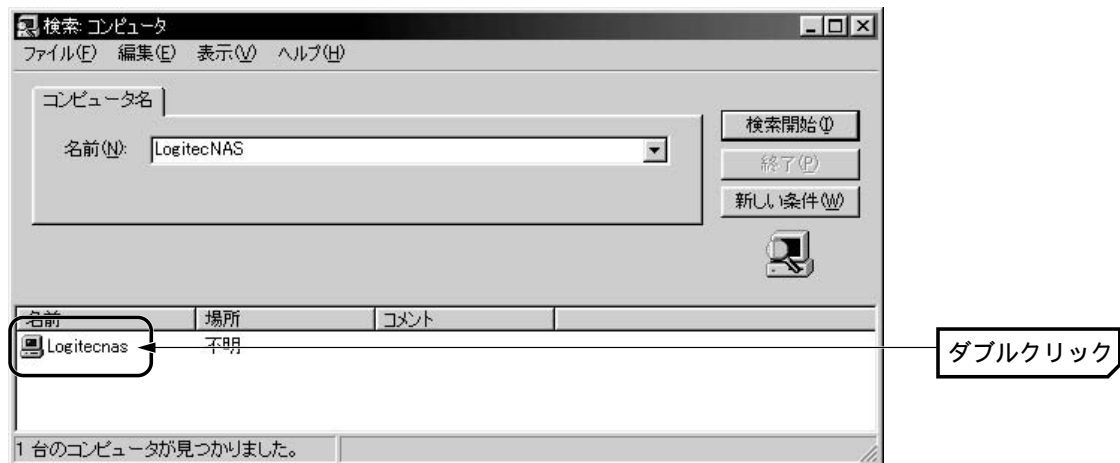 検索: コンピュータ
ファイル(F) 編集(E) 表示(V) ヘルプ(H)
コンピュータ名
名前(N): LogitecNAS
検索開始(I)
終了(P)
新しい条件(W)
名前 場所 コメント
Logitecnas 不明
ダブルクリック
1 台のコンピュータが見つかりました。